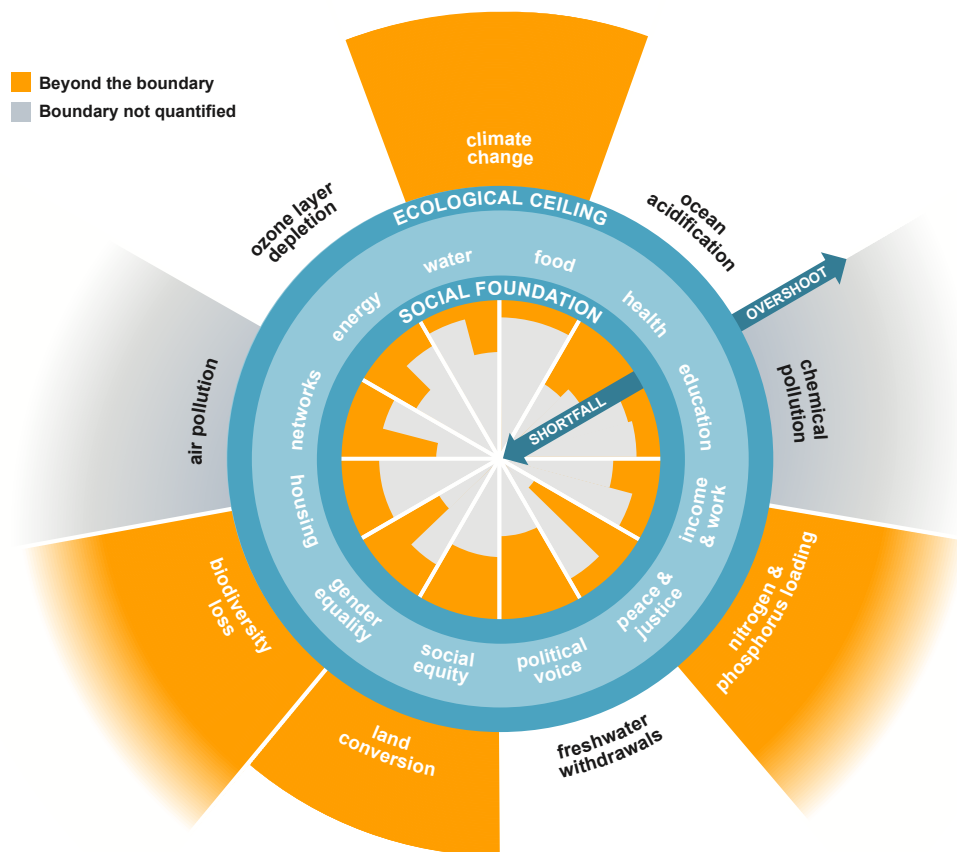 Beyond the boundary
Boundary not quantified
climate
change
ocean
acidification
OVERSHOOT
chemical
pollution
nitrogen &
phosphorus loading
freshwater
withdrawals
land
conversion
biodiversity
loss
air pollution
ozone layer
depletion
ECOLOGICAL CEILING
water
food
health
education
income
& work
peace &
justice
political
voice
social
equity
gender
equality
housing
networks
energy
SOCIAL FOUNDATION
SHORTFALL